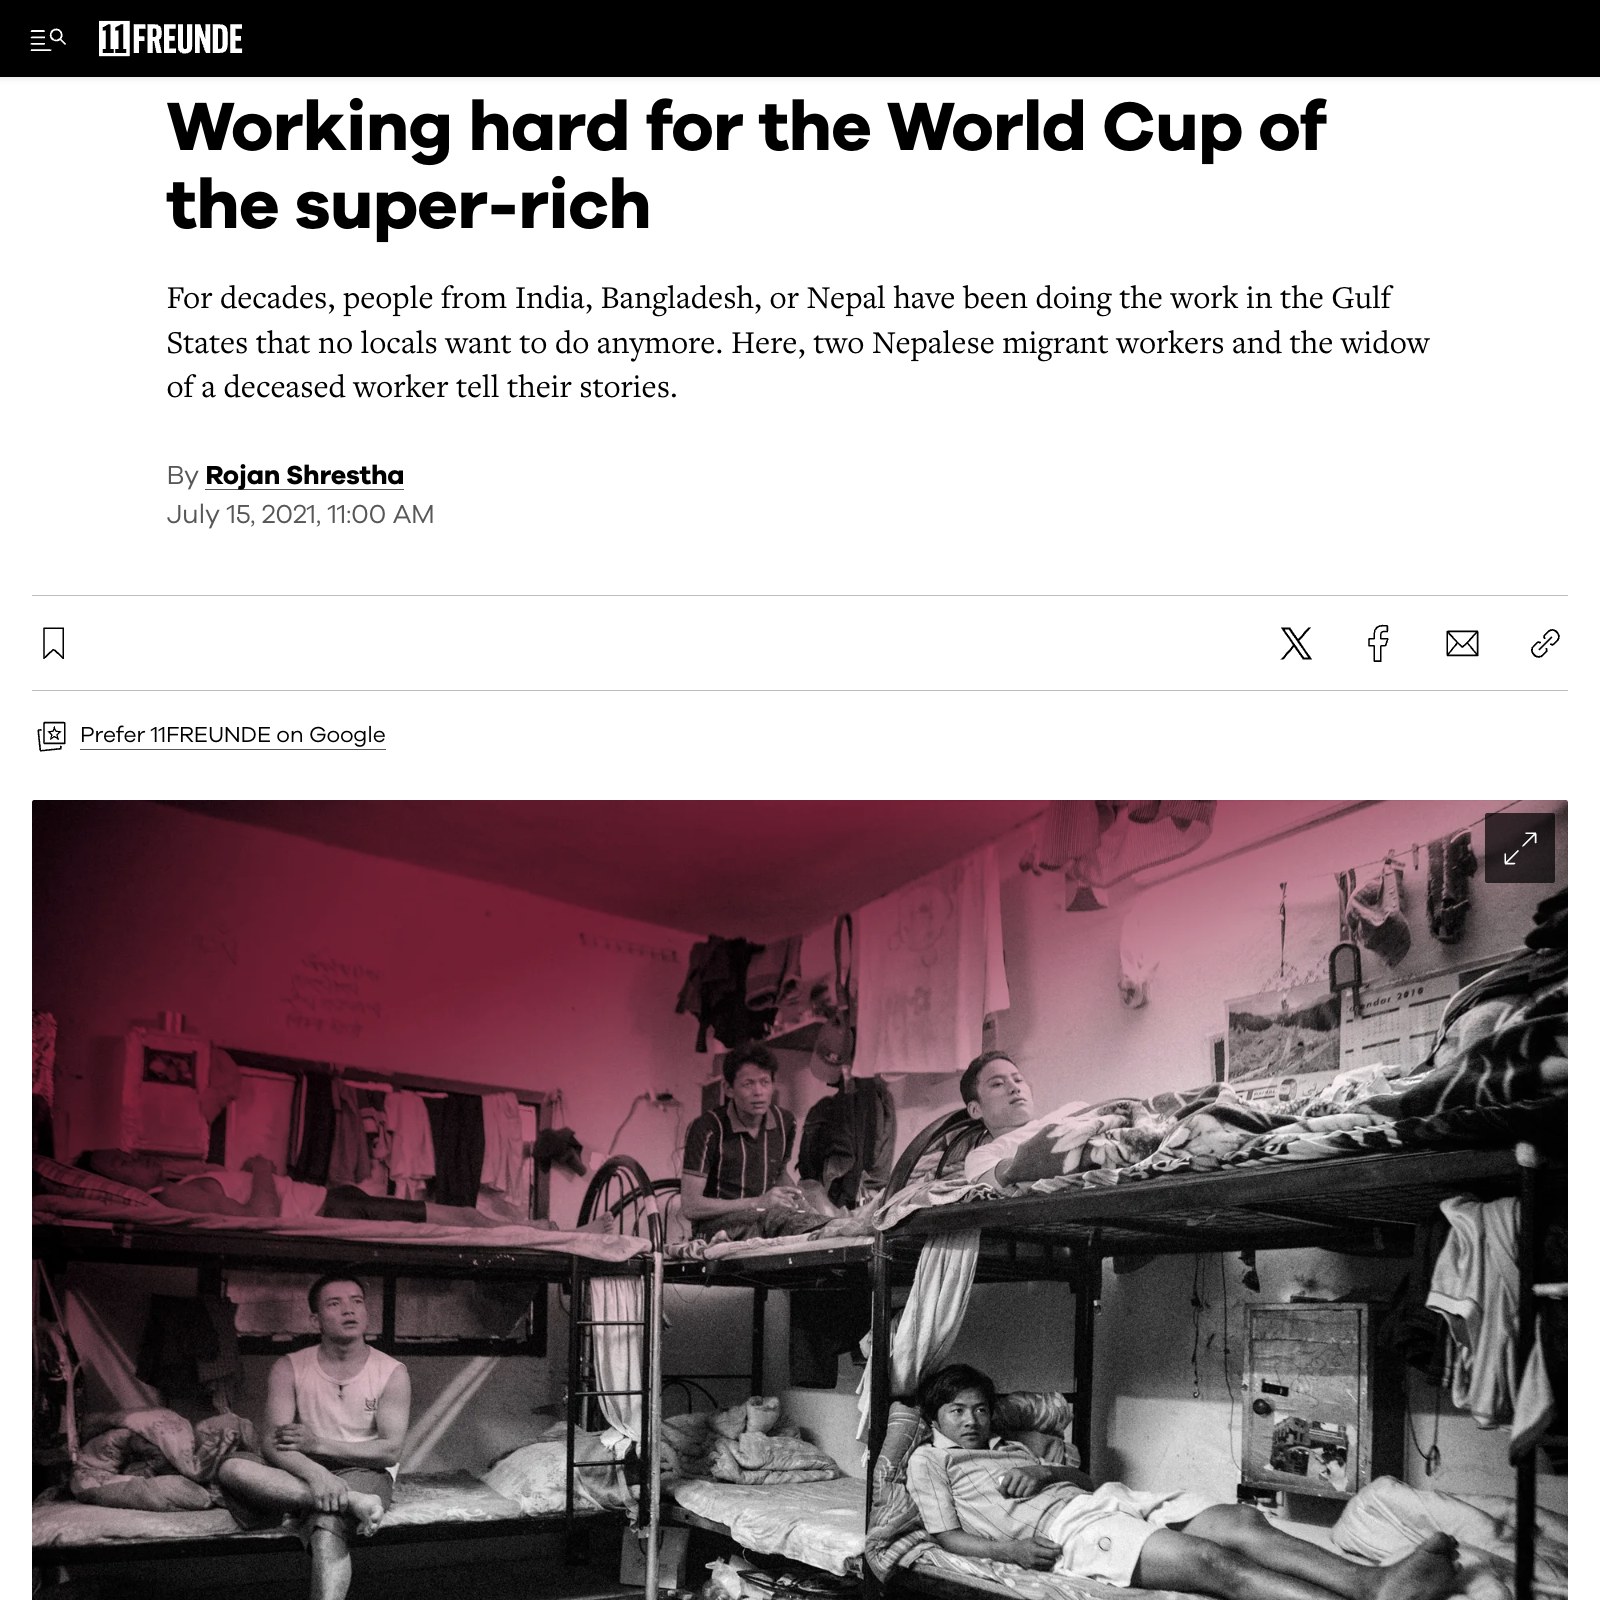 11FREUNDE
Working hard for the World Cup of
the super-rich
For decades, people from India, Bangladesh, or Nepal have been doing the work in the Gulf
States that no locals want to do anymore. Here, two Nepalese migrant workers and the widow
of a deceased worker tell their stories.
By Rojan Shrestha
July 15, 2021, 11:00 AM
Prefer 11FREUNDE on Google
endar 2010